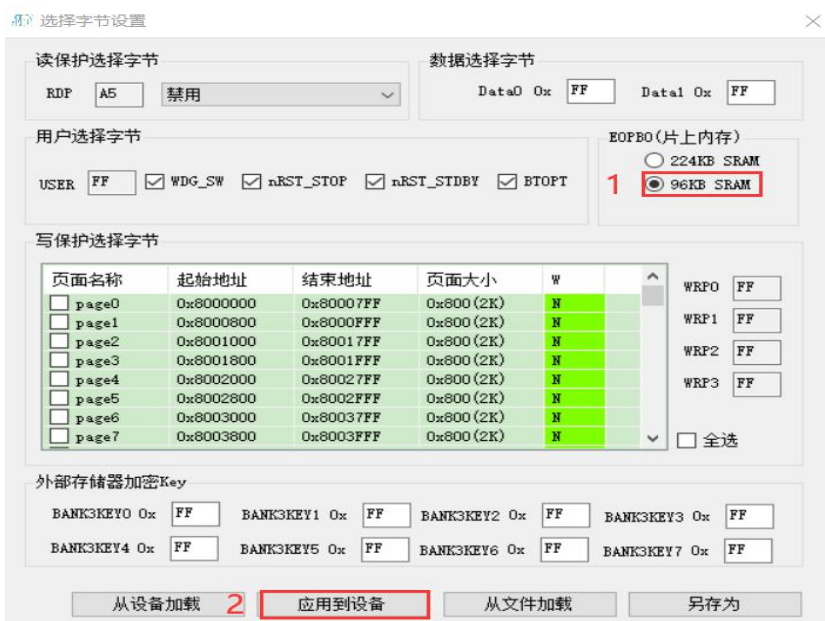 选择字节设置
读保护选择字节
RDP A5 禁用
数据选择字节
Data0 0x FF Data1 0x FF
用户选择字节
USER FF WDG_SW nRST_STOP nRST_STDBY BTOPT
EOPB0(片上内存)
224KB SRAM
1 96KB SRAM
写保护选择字节
页面名称 起始地址 结束地址 页面大小 W
page0 0x8000000 0x80007FF 0x800(2K) N
page1 0x8000800 0x8000FFF 0x800(2K) N
page2 0x8001000 0x80017FF 0x800(2K) N
page3 0x8001800 0x8001FFF 0x800(2K) N
page4 0x8002000 0x80027FF 0x800(2K) N
page5 0x8002800 0x8002FFF 0x800(2K) N
page6 0x8003000 0x80037FF 0x800(2K) N
page7 0x8003800 0x8003FFF 0x800(2K) N
WRP0 FF
WRP1 FF
WRP2 FF
WRP3 FF
全选
外部存储器加密Key
BANK3KEY0 0x FF BANK3KEY1 0x FF BANK3KEY2 0x FF BANK3KEY3 0x FF
BANK3KEY4 0x FF BANK3KEY5 0x FF BANK3KEY6 0x FF BANK3KEY7 0x FF
从设备加载 2 应用到设备 从文件加载 另存为